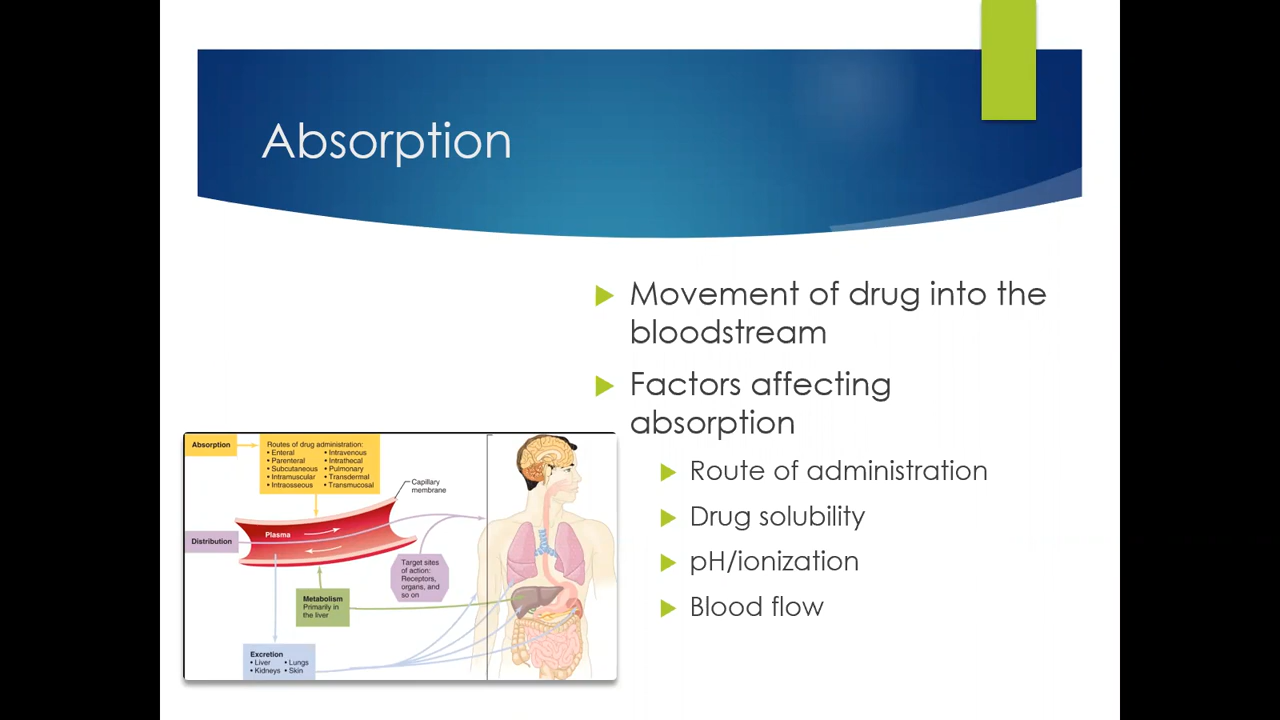 Absorption
Movement of drug into the
bloodstream
Factors affecting
absorption
Route of administration
Drug solubility
pH/ionization
Blood flow
Absorption
Routes of drug administration:
• Enteral • Intravenous
• Parenteral • Intrathecal
• Subcutaneous • Pulmonary
• Intramuscular • Transdermal
• Intraosseous • Transmucosal
Capillary
membrane
Plasma
Distribution
Target sites
of action:
Receptors,
organs, and
so on
Metabolism
Primarily in
the liver
Excretion
• Liver • Lungs
• Kidneys • Skin